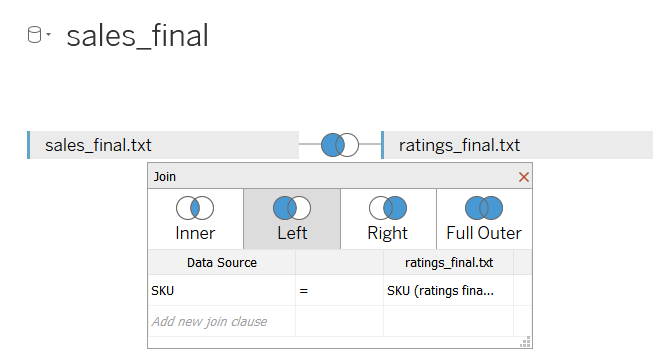 sales_final
sales_final.txt ratings_final.txt
Join
Inner Left Right Full Outer
Data Source ratings_final.txt
SKU = SKU (ratings fina...
Add new join clause